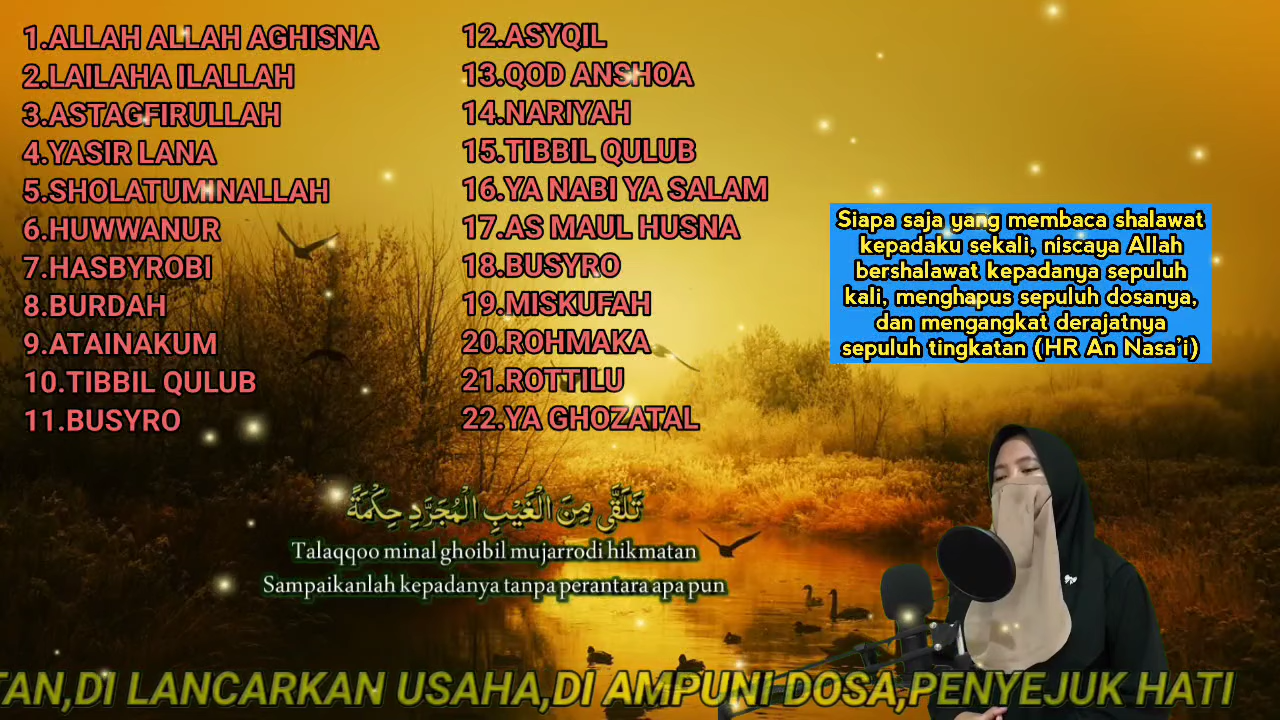 1.ALLAH ALLAH AGHISNA
2.LAILAHA ILALLAH
3.ASTAGFIRULLAH
4.YASIR LANA
5.SHOLATUMINALLAH
6.HUWWANUR
7.HASBYROBI
8.BURDAH
9.ATAINAKUM
10.TIBBIL QULUB
11.BUSYRO
12.ASYQIL
13.QOD ANSHOA
14.NARIYAH
15.TIBBIL QULUB
16.YA NABI YA SALAM
17.AS MAUL HUSNA
18.BUSYRO
19.MISKUFAH
20.ROHMAKA
21.ROTTILU
22.YA GHOZATAL
Siapa saja yang membaca shalawat
kepadaku sekali, niscaya Allah
bershalawat kepadanya sepuluh
kali, menghapus sepuluh dosanya,
dan mengangkat derajatnya
sepuluh tingkatan (HR An Nasa'i)
تَلَقَّى مِنَ الْغَيْبِ الْمُجَرَّدِ حِكْمَةً
Talaqqoo minal ghoibil mujarrodi hikmatan
Sampaikanlah kepadanya tanpa perantara apa pun
TAN,DI LANCARKAN USAHA,DI AMPUNI DOSA,PENYEJUK HATI